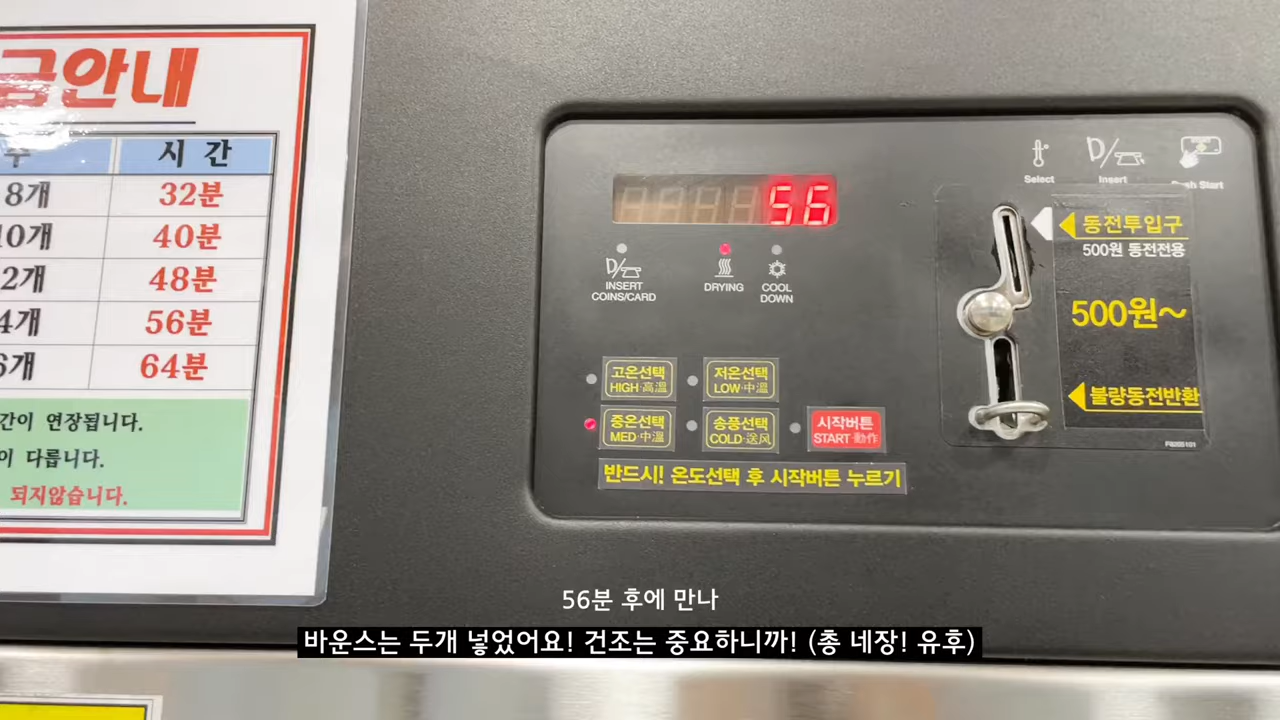 금안내
시 간
8개 32분
10개 40분
2개 48분
4개 56분
6개 64분
간이 연장됩니다.
이 다릅니다.
되지않습니다.
56
INSERT
COINS/CARD
DRYING
COOL
DOWN
고온선택
HIGH·高温
저온선택
LOW·中温
중온선택
MED·中温
송풍선택
COLD·送风
시작버튼
START 動作
반드시! 온도선택 후 시작버튼 누르기
Select
Insert
Push Start
동전투입구
500원 동전전용
500원~
불량동전반환
56분 후에 만나
바운스는 두개 넣었어요! 건조는 중요하니까! (총 네장! 유후)